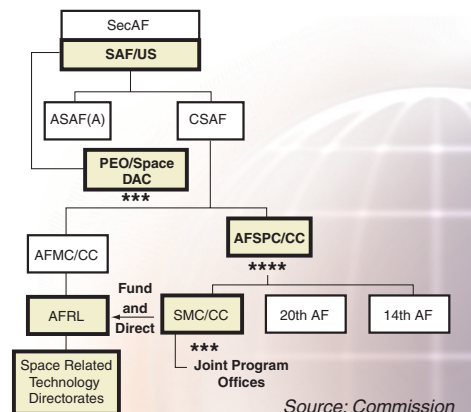 SecAF
SAF/US
ASAF(A)
CSAF
PEO/Space
DAC
***
AFMC/CC
AFSPC/CC
****
Fund
and
Direct
AFRL
SMC/CC
20th AF
14th AF
***
Joint Program
Offices
Space Related
Technology
Directorates
Source: Commission